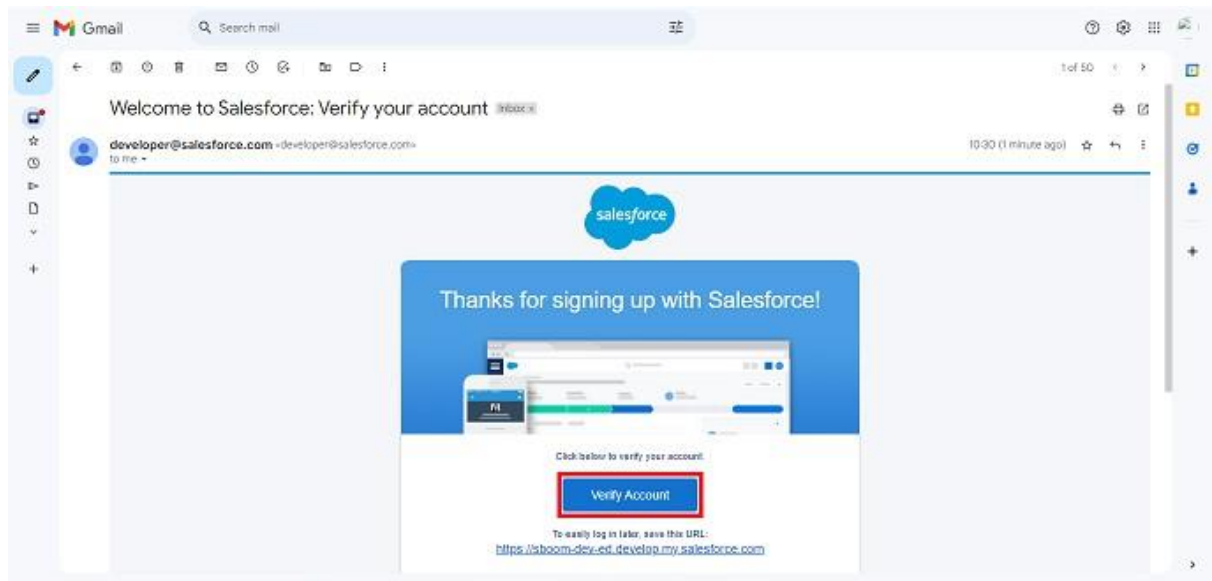 Gmail
Search mail
1 of 50
Welcome to Salesforce: Verify your account Inbox x
developer@salesforce.com <developer@salesforce.com>
10:30 (1 minute ago)
to me
salesforce
Thanks for signing up with Salesforce!
Click below to verify your account.
Verify Account
To easily log in later, save this URL:
https://sboom-dev-ed.develop.my.salesforce.com